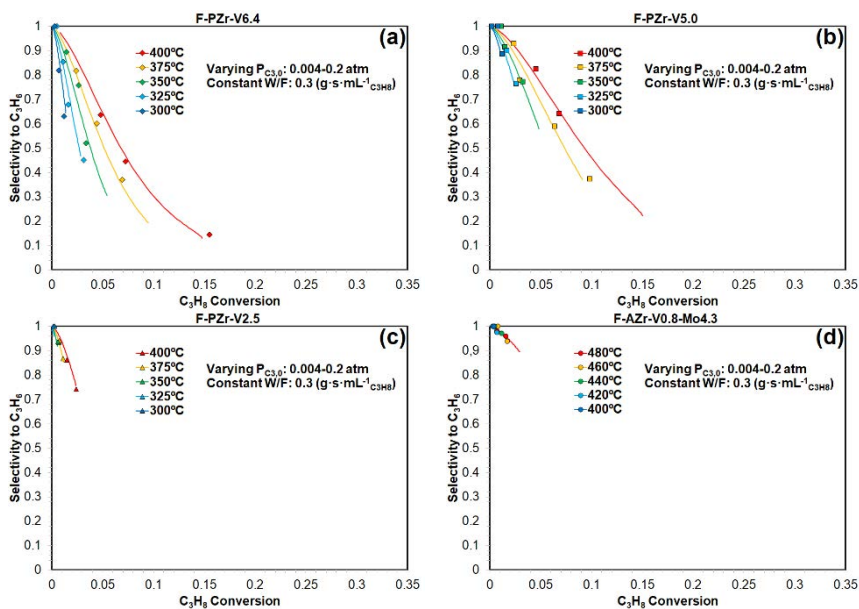 F-PZr-V6.4
(a)
Selectivity to C₃H₆
1
0.9
0.8
0.7
0.6
0.5
0.4
0.3
0.2
0.1
0
400ºC
375ºC
350ºC
325ºC
300ºC
Varying P_C3,0: 0.004-0.2 atm
Constant W/F: 0.3 (g·s·mL⁻¹_C3H8)
0 0.05 0.1 0.15 0.2 0.25 0.3 0.35
C₃H₈ Conversion
F-PZr-V5.0
(b)
Selectivity to C₃H₆
1
0.9
0.8
0.7
0.6
0.5
0.4
0.3
0.2
0.1
0
400ºC
375ºC
350ºC
325ºC
300ºC
Varying P_C3,0: 0.004-0.2 atm
Constant W/F: 0.3 (g·s·mL⁻¹_C3H8)
0 0.05 0.1 0.15 0.2 0.25 0.3 0.35
C₃H₈ Conversion
F-PZr-V2.5
(c)
Selectivity to C₃H₆
1
0.9
0.8
0.7
0.6
0.5
0.4
0.3
0.2
0.1
0
400ºC
375ºC
350ºC
325ºC
300ºC
Varying P_C3,0: 0.004-0.2 atm
Constant W/F: 0.3 (g·s·mL⁻¹_C3H8)
0 0.05 0.1 0.15 0.2 0.25 0.3 0.35
C₃H₈ Conversion
F-AZr-V0.8-Mo4.3
(d)
Selectivity to C₃H₆
1
0.9
0.8
0.7
0.6
0.5
0.4
0.3
0.2
0.1
0
480ºC
460ºC
440ºC
420ºC
400ºC
Varying P_C3,0: 0.004-0.2 atm
Constant W/F: 0.3 (g·s·mL⁻¹_C3H8)
0 0.05 0.1 0.15 0.2 0.25 0.3 0.35
C₃H₈ Conversion